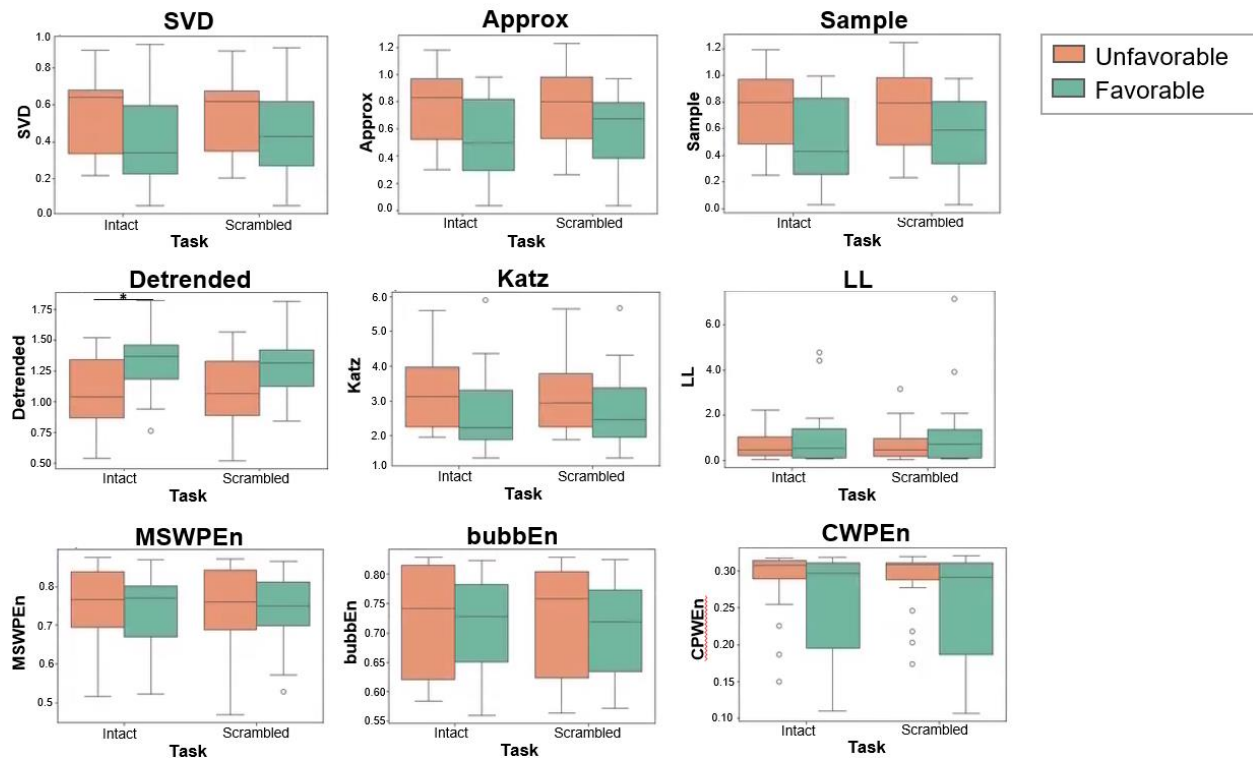 SVD
1.0
0.8
0.6
0.4
0.2
0.0
SVD
Intact
Scrambled
Task
Approx
1.2
1.0
0.8
0.6
0.4
0.2
0.0
Approx
Intact
Scrambled
Task
Sample
1.2
1.0
0.8
0.6
0.4
0.2
0.0
Sample
Intact
Scrambled
Task
Unfavorable
Favorable
Detrended
*
1.75
1.50
1.25
1.00
0.75
0.50
Detrended
Intact
Scrambled
Task
Katz
6.0
5.0
4.0
3.0
2.0
1.0
Katz
Intact
Scrambled
Task
LL
6.0
4.0
2.0
0.0
LL
Intact
Scrambled
Task
MSWPEn
0.8
0.7
0.6
0.5
MSWPEn
Intact
Scrambled
Task
bubbEn
0.80
0.75
0.70
0.65
0.60
0.55
bubbEn
Intact
Scrambled
Task
CWPEn
0.30
0.25
0.20
0.15
0.10
CPWEn
Intact
Scrambled
Task